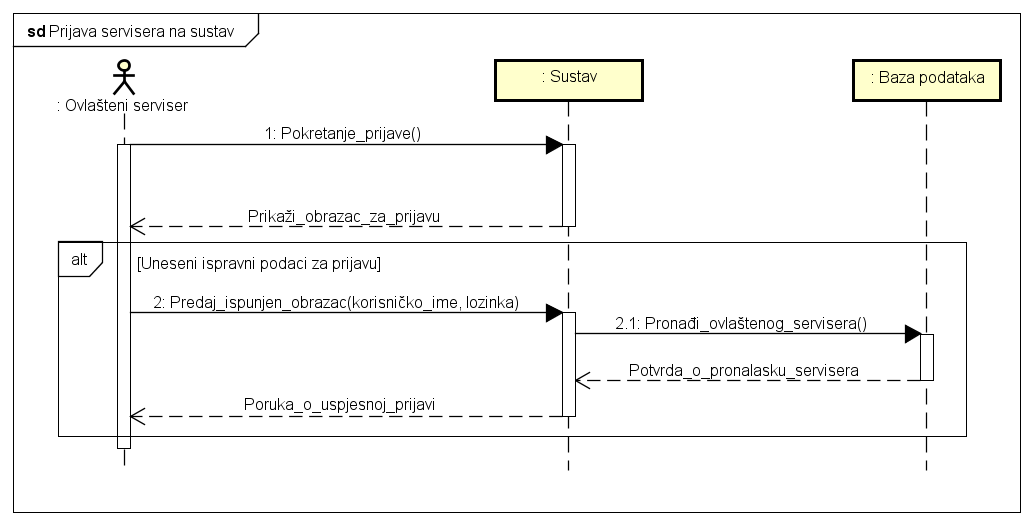 sd Prijava servisera na sustav
: Ovlašteni serviser
: Sustav
: Baza podataka
1: Pokretanje_prijave()
Prikaži_obrazac_za_prijavu
alt
[Uneseni ispravni podaci za prijavu]
2: Predaj_ispunjen_obrazac(korisničko_ime, lozinka)
2.1: Pronađi_ovlaštenog_servisera()
Potvrda_o_pronalasku_servisera
Poruka_o_uspjesnoj_prijavi